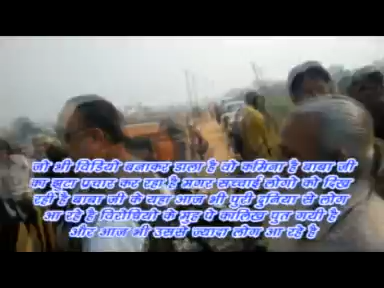 जो भी विडियो बनाकर डाला है वो कमिना है बाबा जी
का झुटा प्रचार कर रहा है मगर सच्चाई लोगो को दिख
रही है बाबा जी के यहा आज भी पुरी दुनिया से लोग
आ रहे है विरोधियो के मुह पे कालिख पुत गयी है
और आज भी उससे ज्यादा लोग आ रहे है